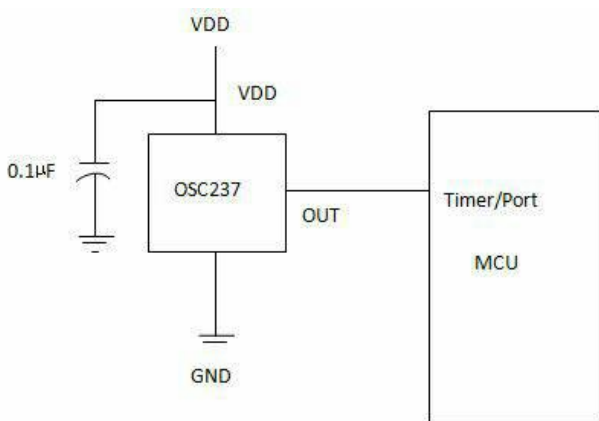 VDD
VDD
0.1µF
OSC237
OUT
Timer/Port
MCU
GND